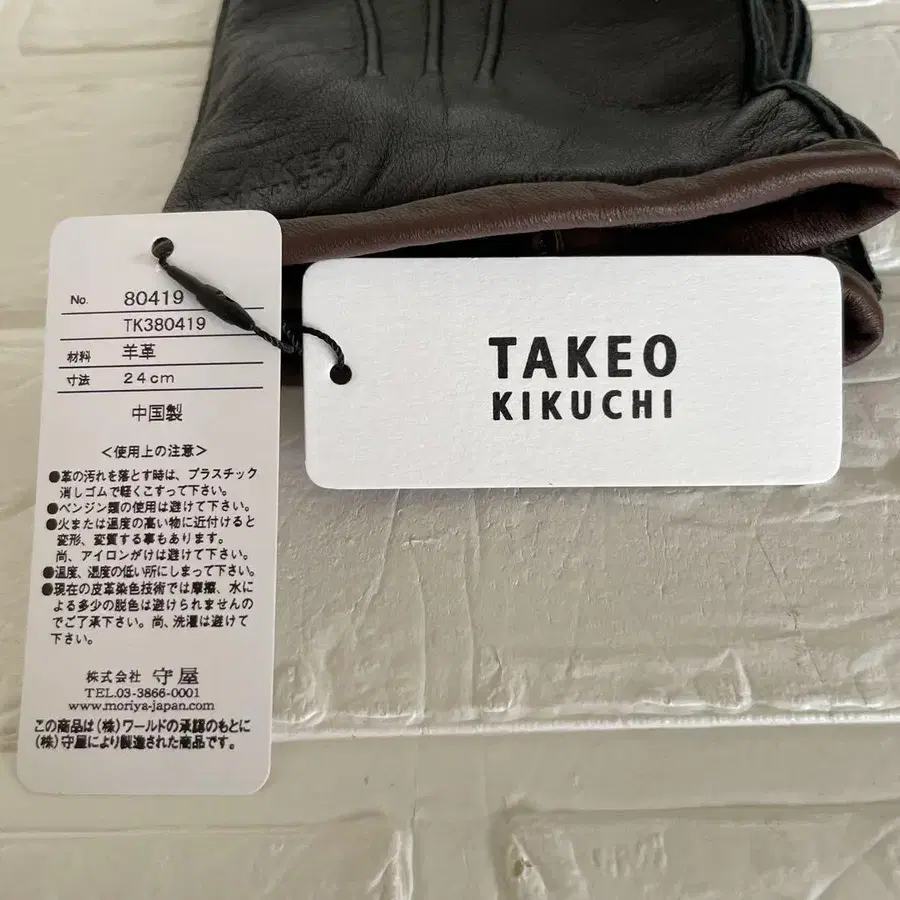 TAKEO
No. 80419
TK380419
材料 羊革
寸法 24cm
中国製
＜使用上の注意＞
●革の汚れを落とす時は、プラスチック
消しゴムで軽くこすって下さい。
●ベンジン類の使用は避けて下さい。
●火または温度の高い物に近付けると
変形、変質する事もあります。
尚、アイロンがけは避けて下さい。
●温度、湿度の低い所にしまって下さい。
●現在の皮革染色技術では摩擦、水に
よる多少の脱色は避けられませんの
でご了承下さい。尚、洗濯は避けて
下さい。
株式会社 守屋
TEL.03-3866-0001
www.moriya-japan.com
この商品は(株)ワールドの承認のもとに
(株)守屋により製造された商品です。
TAKEO
KIKUCHI